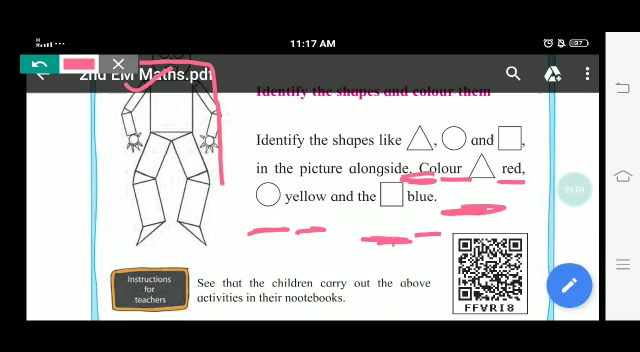 11:17 AM
2nd EM Maths.pdf
Identify the shapes and colour them
Identify the shapes like , and ,
in the picture alongside. Colour red,
yellow and the blue.
09:04
Instructions
for
teachers
See that the children carry out the above
activities in their nootebooks.
FFVRI8